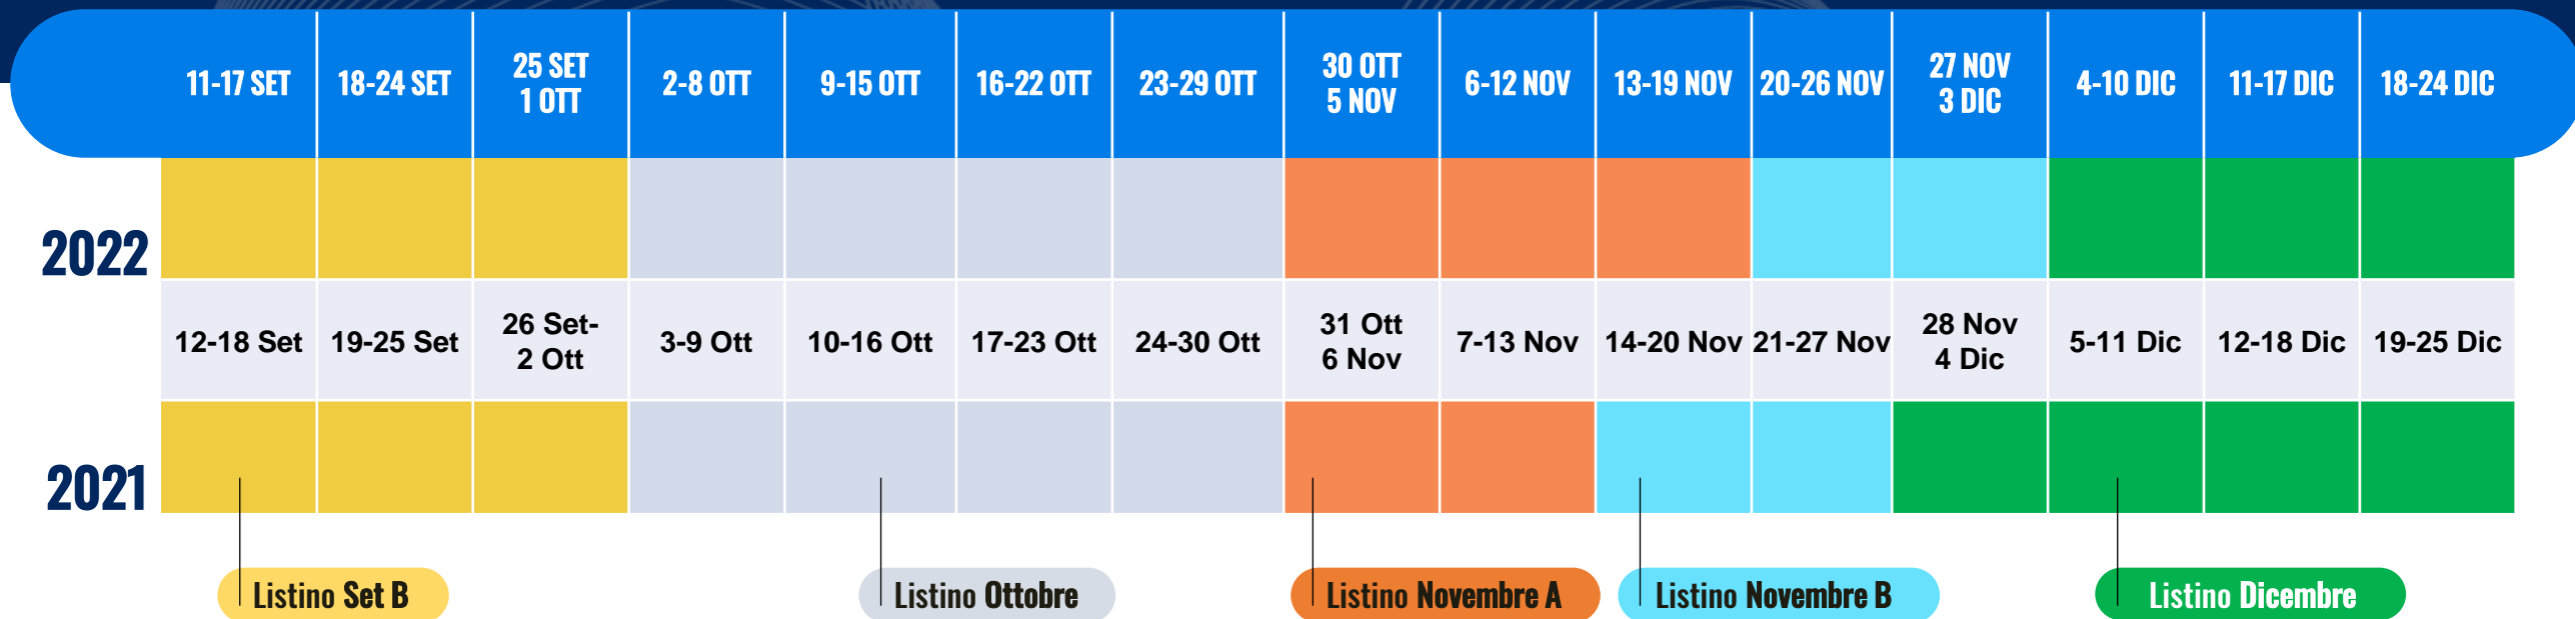 11-17 SET
18-24 SET
25 SET
1 OTT
2-8 OTT
9-15 OTT
16-22 OTT
23-29 OTT
30 OTT
5 NOV
6-12 NOV
13-19 NOV
20-26 NOV
27 NOV
3 DIC
4-10 DIC
11-17 DIC
18-24 DIC
2022
12-18 Set
19-25 Set
26 Set-
2 Ott
3-9 Ott
10-16 Ott
17-23 Ott
24-30 Ott
31 Ott
6 Nov
7-13 Nov
14-20 Nov
21-27 Nov
28 Nov
4 Dic
5-11 Dic
12-18 Dic
19-25 Dic
2021
Listino Set B
Listino Ottobre
Listino Novembre A
Listino Novembre B
Listino Dicembre